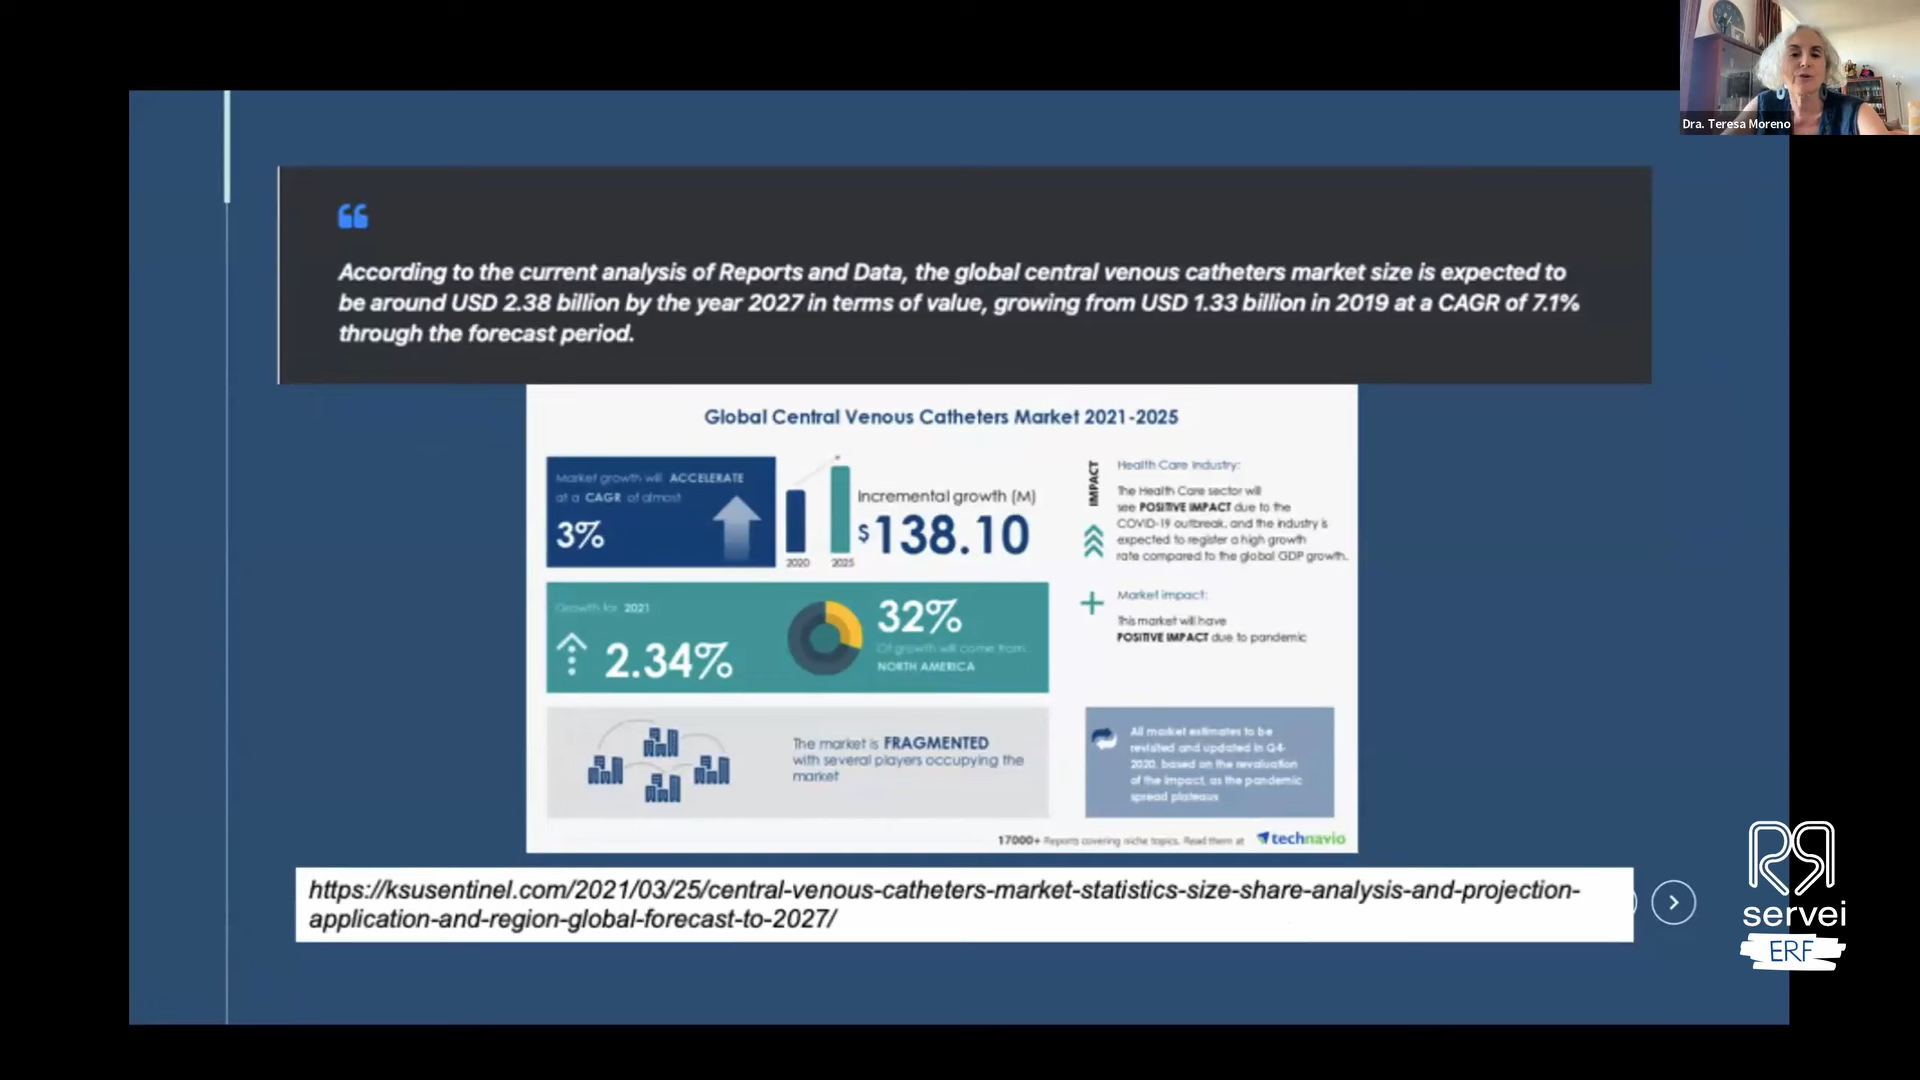 Dra. Teresa Moreno
According to the current analysis of Reports and Data, the global central venous catheters market size is expected to
be around USD 2.38 billion by the year 2027 in terms of value, growing from USD 1.33 billion in 2019 at a CAGR of 7.1%
through the forecast period.
Global Central Venous Catheters Market 2021-2025
Market growth will ACCELERATE
at a CAGR of almost
3%
2020
2025
Incremental growth (M)
$138.10
IMPACT
Health Care Industry:
The Health Care sector will
see POSITIVE IMPACT due to the
COVID-19 outbreak, and the industry is
expected to register a high growth
rate compared to the global GDP growth.
Growth for 2021
2.34%
32%
Of growth will come from
NORTH AMERICA
Market impact:
This market will have
POSITIVE IMPACT due to pandemic
The market is FRAGMENTED
with several players occupying the
market
All market estimates to be
revisited and updated in Q4-
2020, based on the revaluation
of the impact, as the pandemic
spread plateaus
17000+ Reports covering niche topics. Read them at technavio
https://ksusentinel.com/2021/03/25/central-venous-catheters-market-statistics-size-share-analysis-and-projection-
application-and-region-global-forecast-to-2027/
servei
ERF